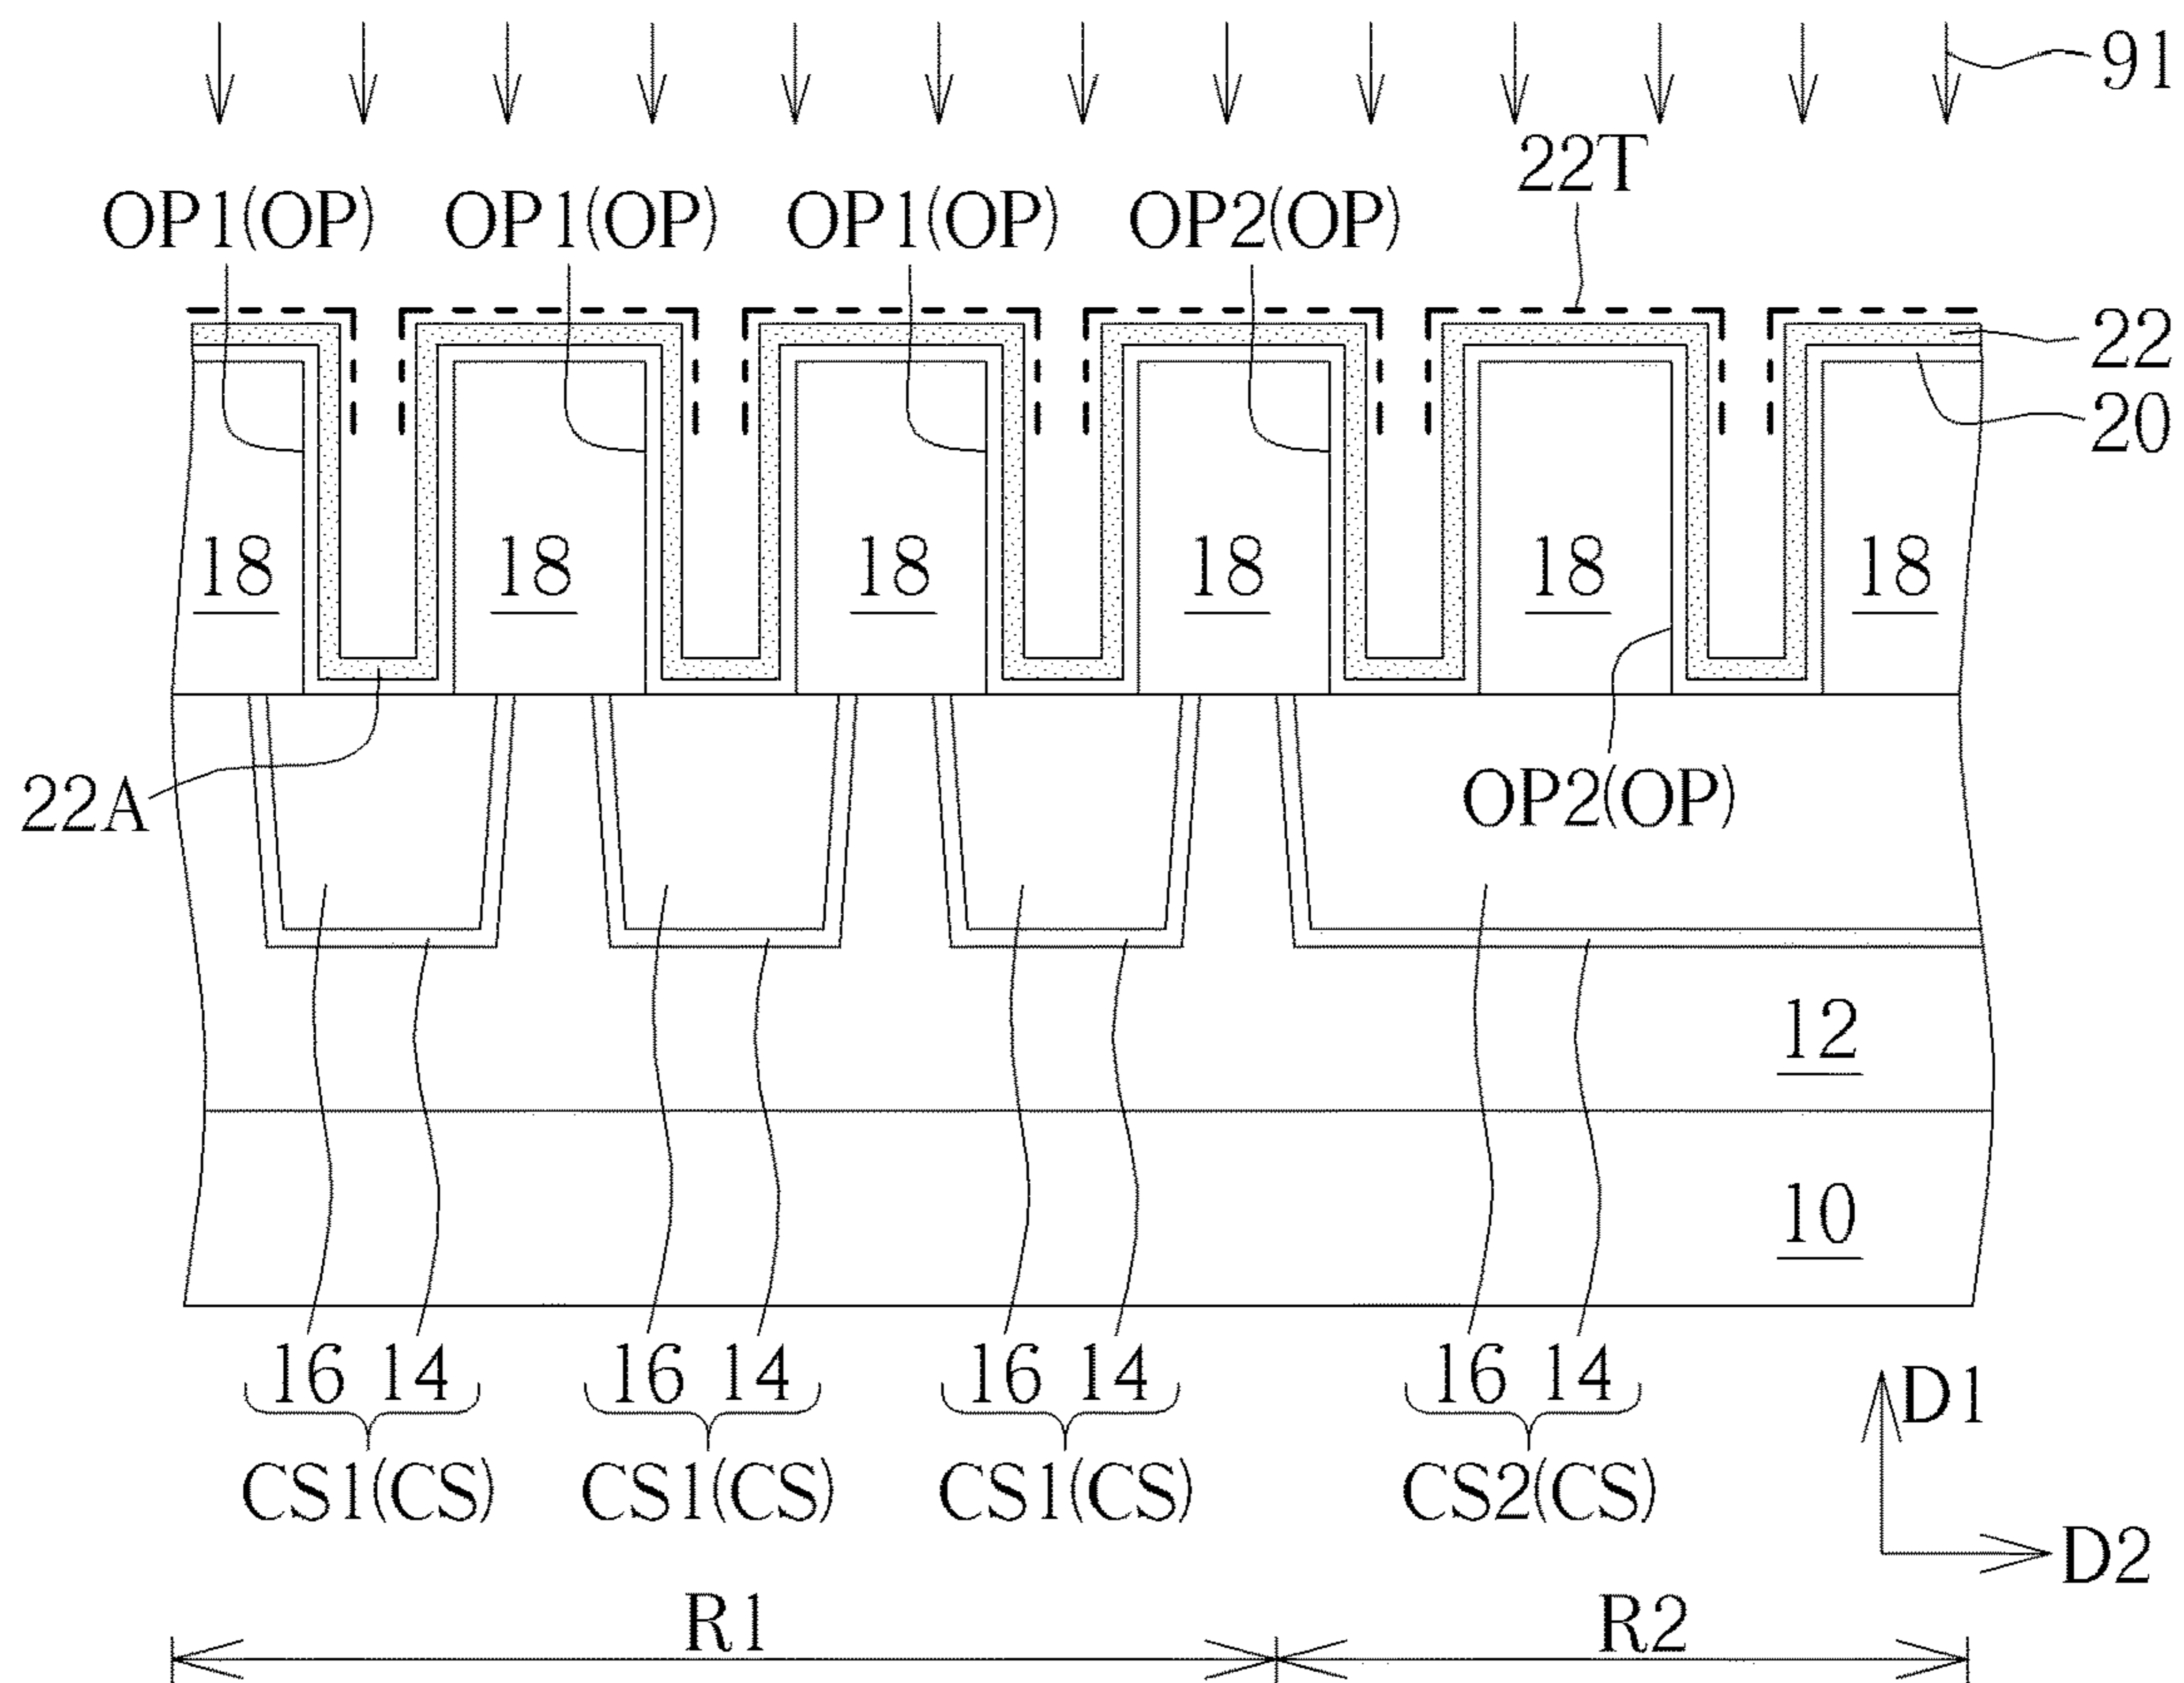 91
22T
OP1(OP) OP1(OP) OP1(OP) OP2(OP)
22
20
18 18 18 18 18 18
22A
OP2(OP)
12
10
16 14 16 14 16 14 16 14
CS1(CS) CS1(CS) CS1(CS) CS2(CS)
D1
D2
R1 R2